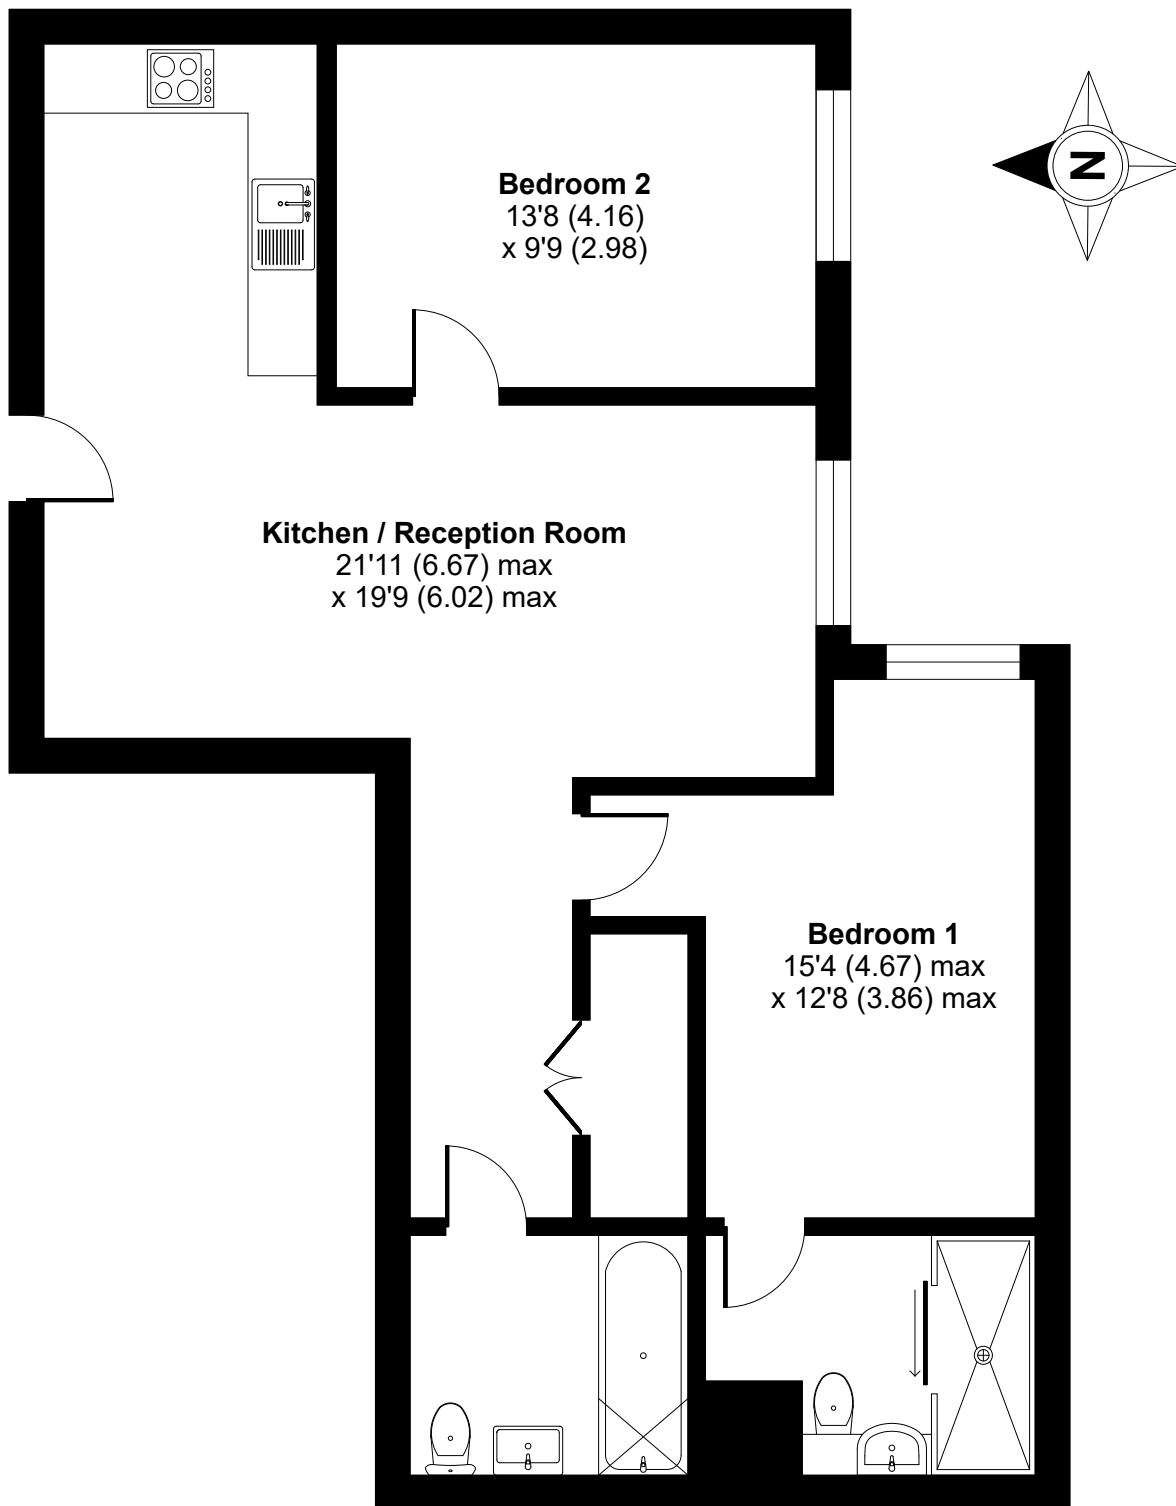 Bedroom 2
13'8 (4.16)
x 9'9 (2.98)
N
Kitchen / Reception Room
21'11 (6.67) max
x 19'9 (6.02) max
Bedroom 1
15'4 (4.67) max
x 12'8 (3.86) max